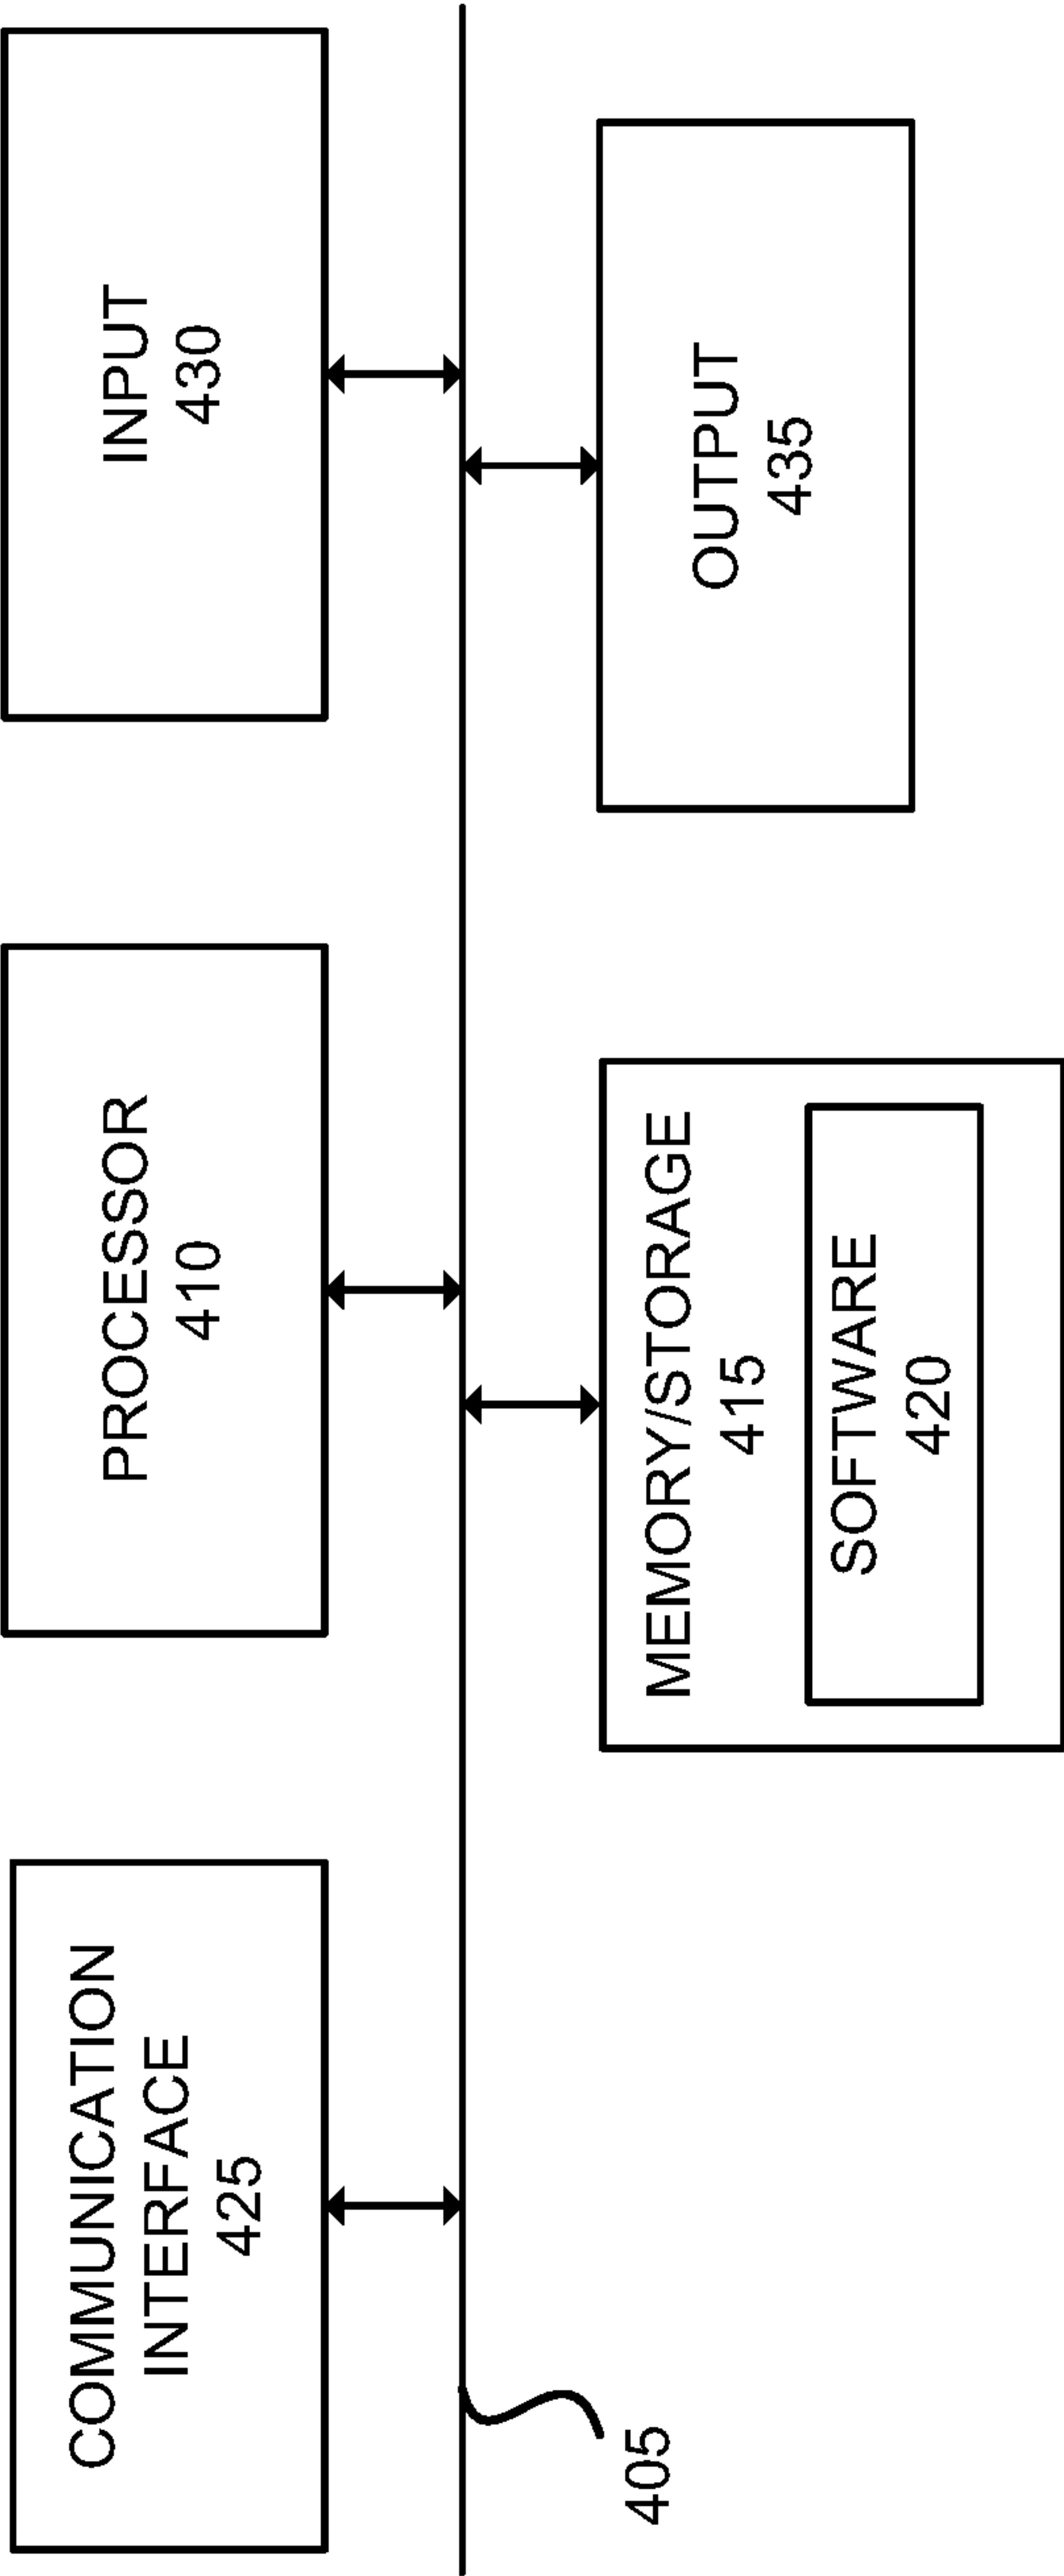 COMMUNICATION
INTERFACE
425
PROCESSOR
410
INPUT
430
405
MEMORY/STORAGE
415
SOFTWARE
420
OUTPUT
435